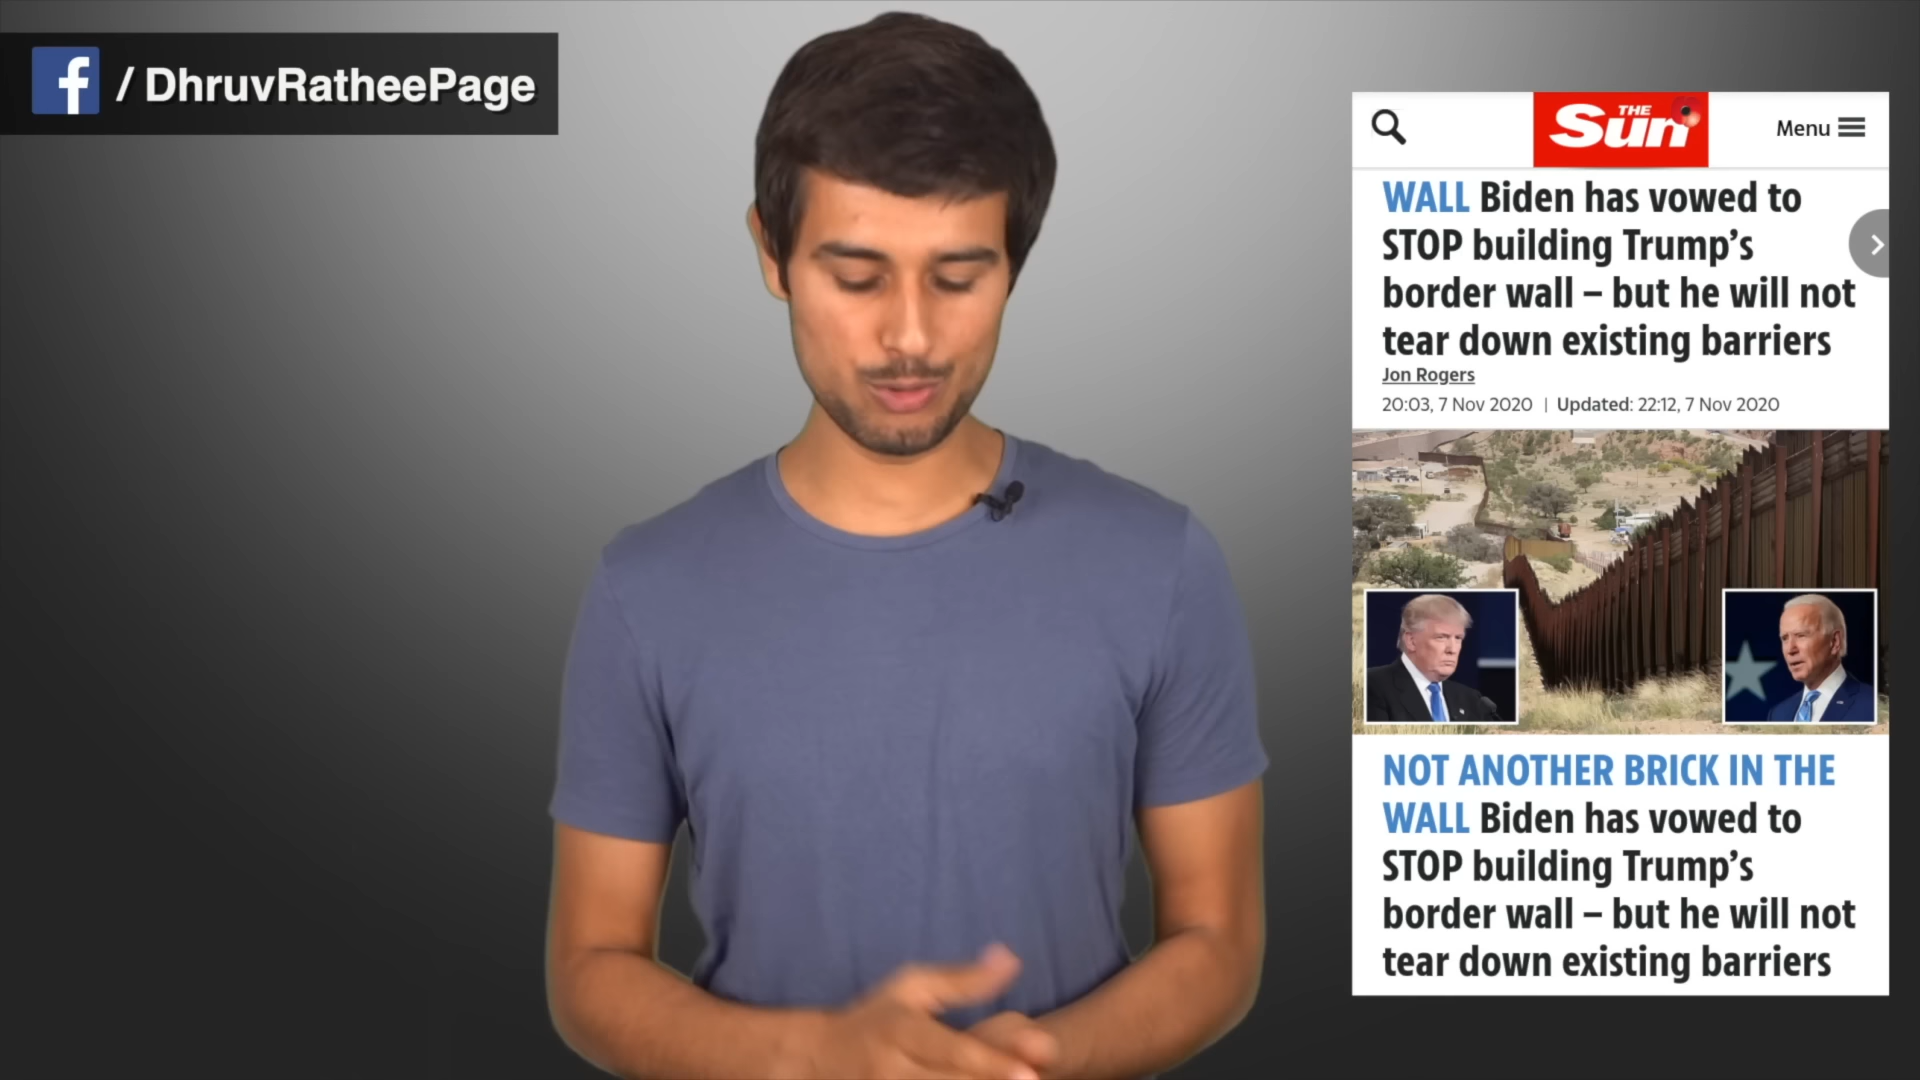 / DhruvRatheePage
THE
Sun
Menu
WALL Biden has vowed to
STOP building Trump’s
border wall – but he will not
tear down existing barriers
Jon Rogers
20:03, 7 Nov 2020 | Updated: 22:12, 7 Nov 2020
NOT ANOTHER BRICK IN THE
WALL Biden has vowed to
STOP building Trump’s
border wall – but he will not
tear down existing barriers